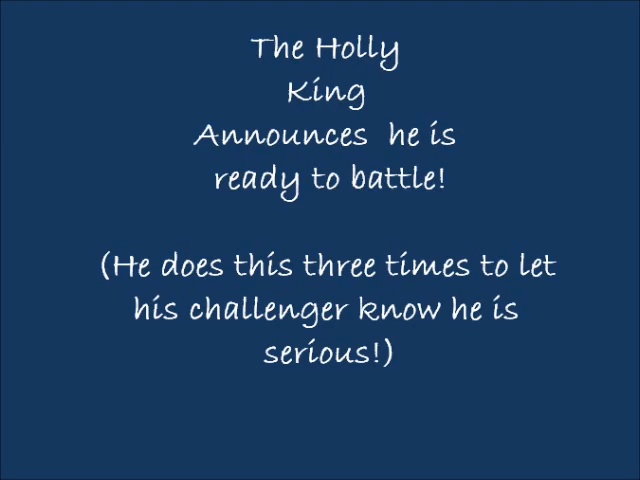 The Holly
King
Announces he is
ready to battle!
(He does this three times to let
his challenger know he is
serious!)